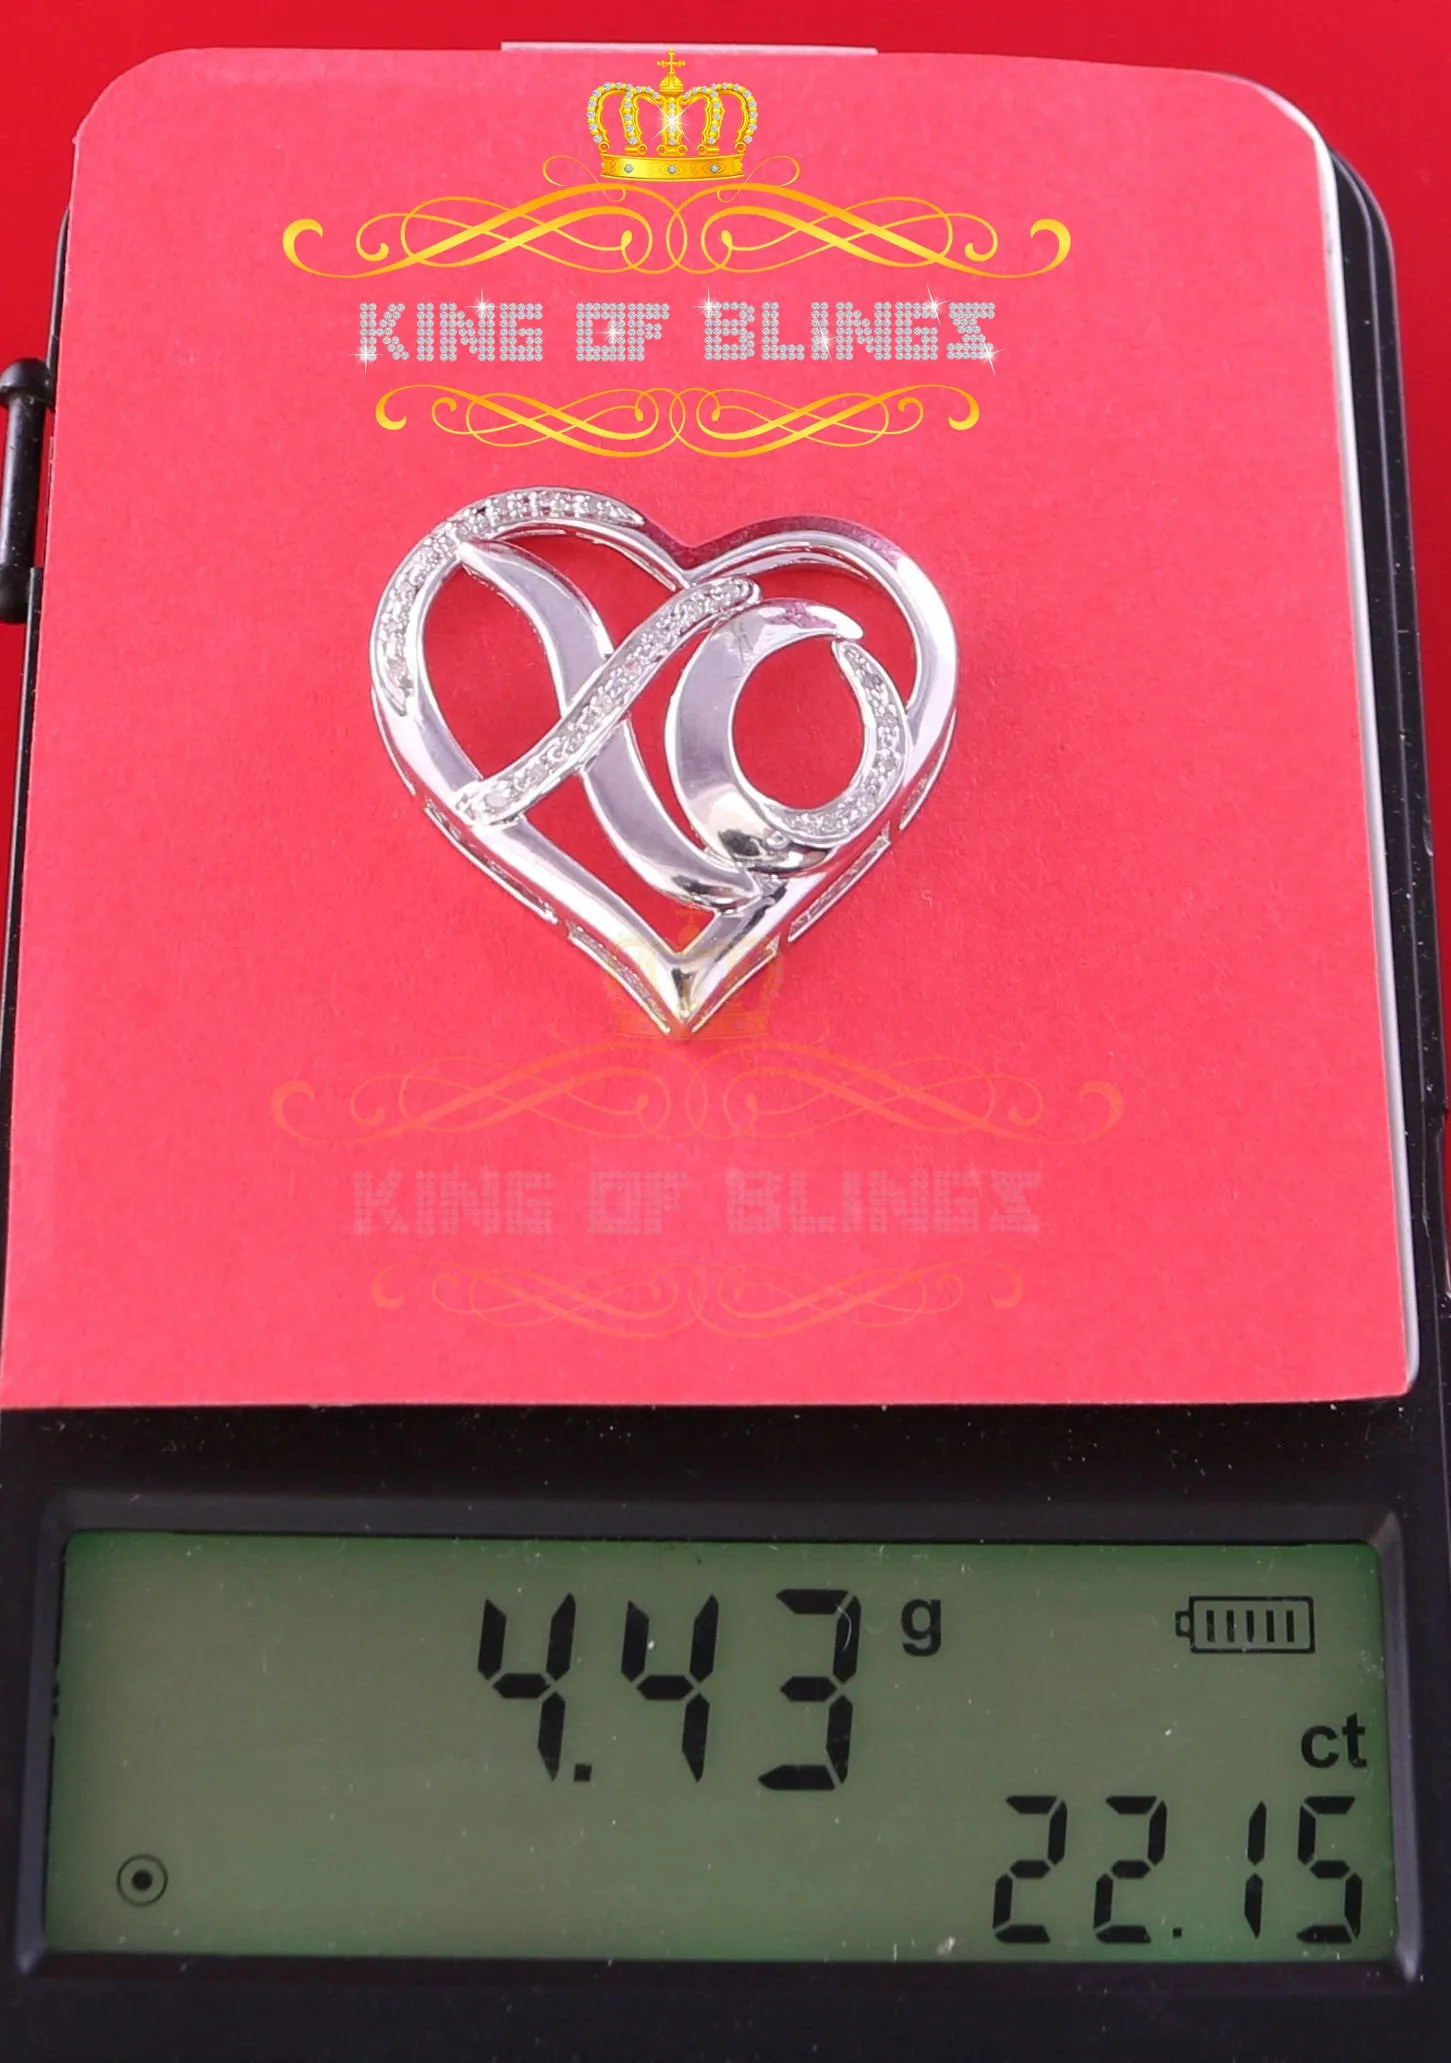 KING OF BLINGS
KING OF BLINGS
4.43 g
ct
22.15